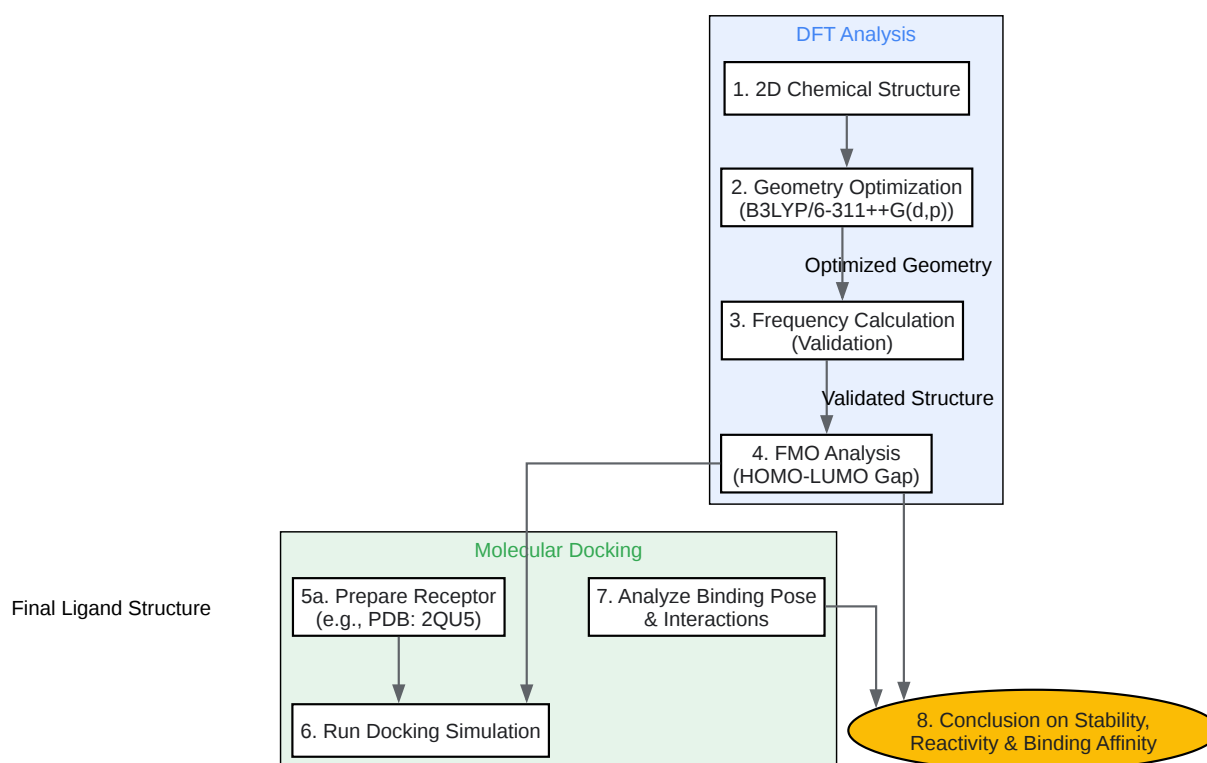 DFT Analysis
1. 2D Chemical Structure
2. Geometry Optimization
(B3LYP/6-311++G(d,p))
Optimized Geometry
3. Frequency Calculation
(Validation)
Validated Structure
4. FMO Analysis
(HOMO-LUMO Gap)
Molecular Docking
Final Ligand Structure
5a. Prepare Receptor
(e.g., PDB: 2QU5)
7. Analyze Binding Pose
& Interactions
6. Run Docking Simulation
8. Conclusion on Stability,
Reactivity & Binding Affinity